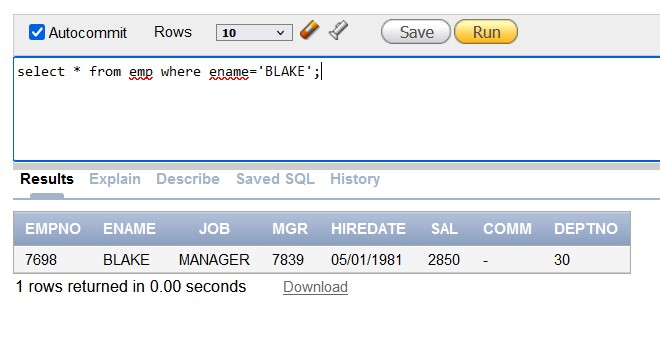 Autocommit Rows 10 Save Run
select * from emp where ename='BLAKE';
Results Explain Describe Saved SQL History
EMPNO ENAME JOB MGR HIREDATE SAL COMM DEPTNO
7698 BLAKE MANAGER 7839 05/01/1981 2850 - 30
1 rows returned in 0.00 seconds Download